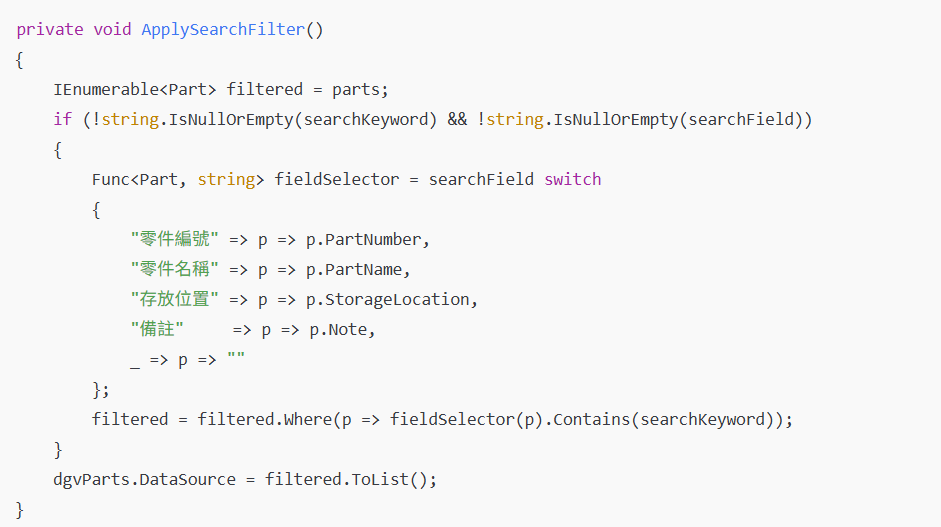 private void ApplySearchFilter()
{
    IEnumerable<Part> filtered = parts;
    if (!string.IsNullOrEmpty(searchKeyword) && !string.IsNullOrEmpty(searchField))
    {
        Func<Part, string> fieldSelector = searchField switch
        {
            "零件編號" => p => p.PartNumber,
            "零件名稱" => p => p.PartName,
            "存放位置" => p => p.StorageLocation,
            "備註"     => p => p.Note,
            _ => p => ""
        };
        filtered = filtered.Where(p => fieldSelector(p).Contains(searchKeyword));
    }
    dgvParts.DataSource = filtered.ToList();
}